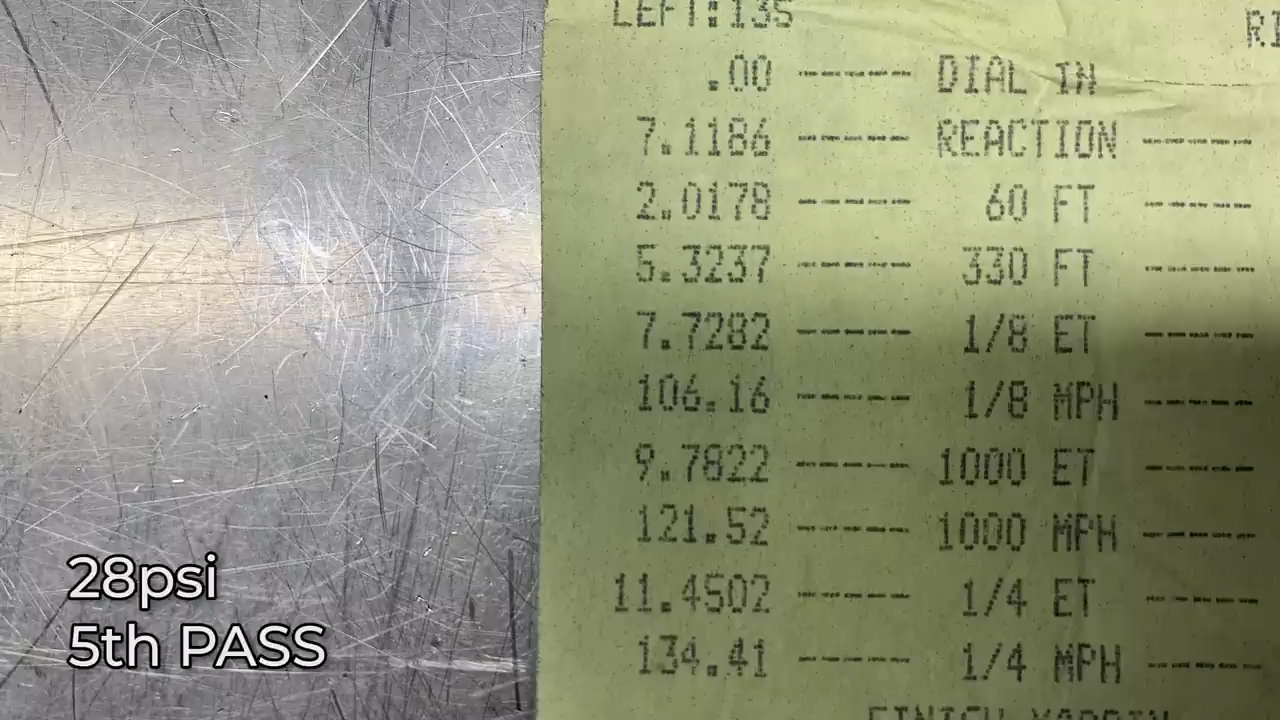 LEFT:135
.00 ----- DIAL IN
7.1186 ----- REACTION -----
2.0178 ----- 60 FT -----
5.3237 ----- 330 FT -----
7.7282 ----- 1/8 ET -----
106.16 ----- 1/8 MPH -----
9.7822 ----- 1000 ET -----
121.52 ----- 1000 MPH -----
11.4502 ----- 1/4 ET -----
134.41 ----- 1/4 MPH -----
28psi
5th PASS